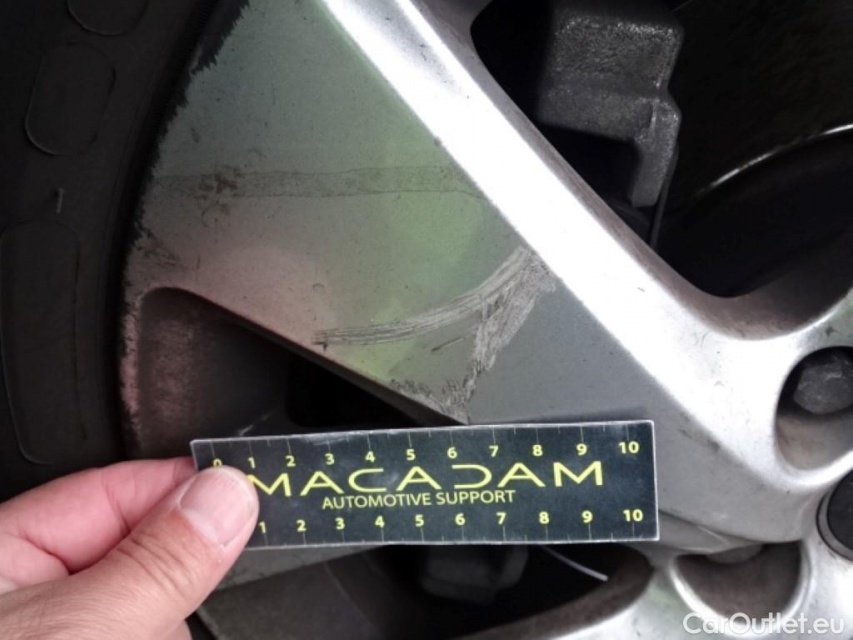 0 1 2 3 4 5 6 7 8 9 10
MACADAM
AUTOMOTIVE SUPPORT
1 2 3 4 5 6 7 8 9 10
CarOutlet.eu